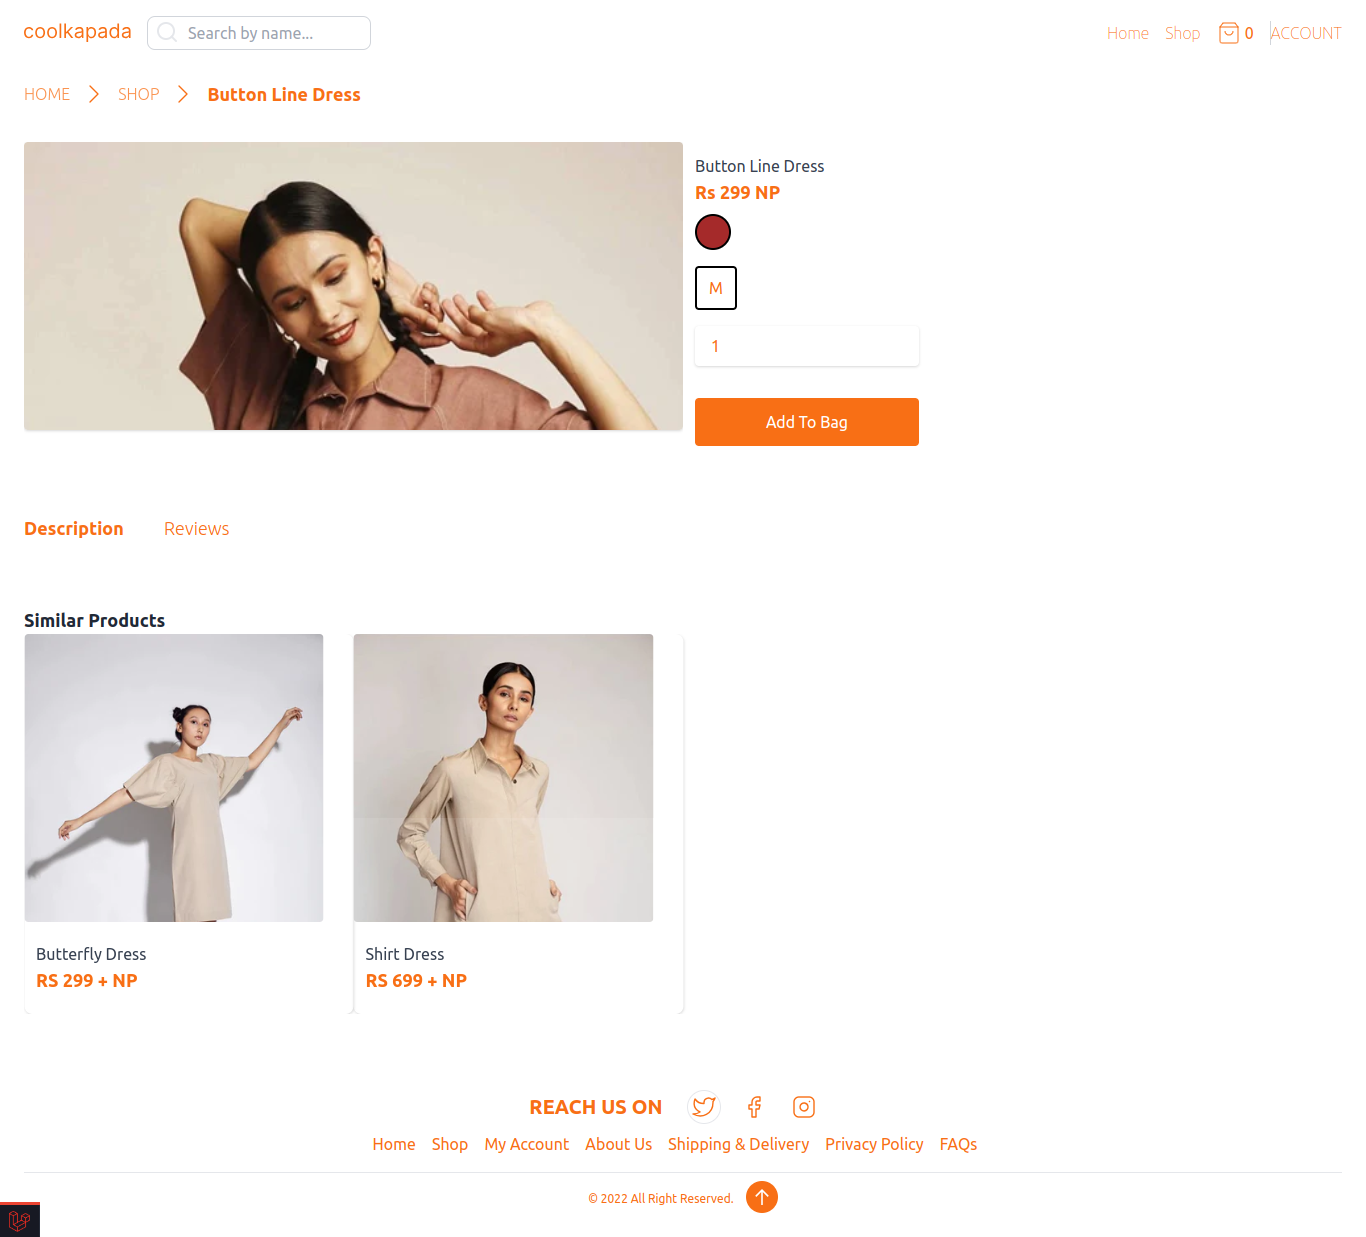 coolkapada
Search by name...
Home Shop 0 ACCOUNT
HOME SHOP Button Line Dress
Button Line Dress
Rs 299 NP
M
1
Add To Bag
Description Reviews
Similar Products
Butterfly Dress
RS 299 + NP
Shirt Dress
RS 699 + NP
REACH US ON
Home Shop My Account About Us Shipping & Delivery Privacy Policy FAQs
© 2022 All Right Reserved.